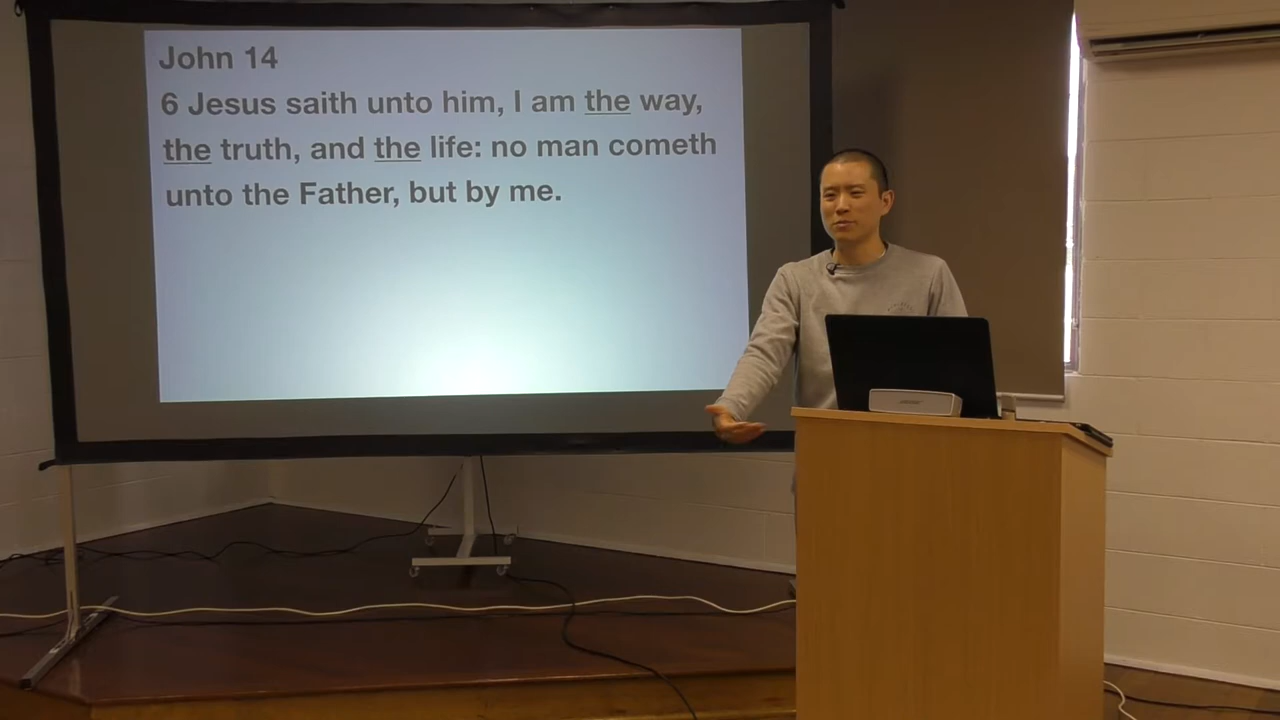 John 14
6 Jesus saith unto him, I am the way,
the truth, and the life: no man cometh
unto the Father, but by me.